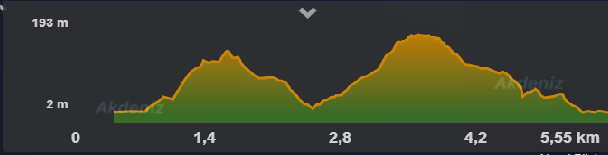 193 m
Akdeniz
2 m
Akdeniz
0 1,4 2,8 4,2 5,55 km